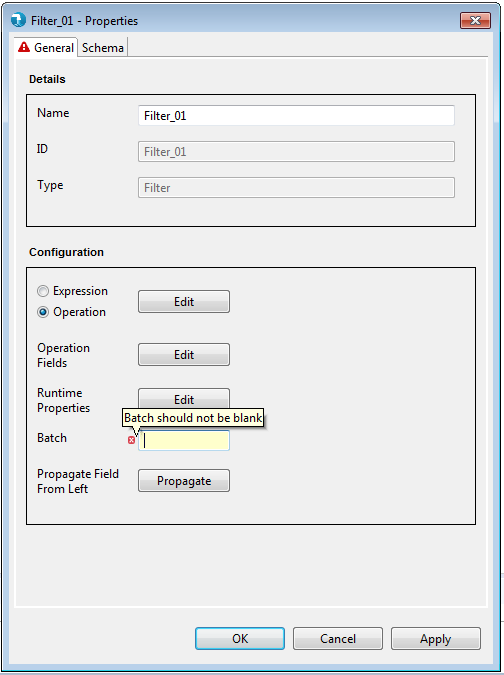 Filter_01 - Properties
General
Schema
Details
Name
Filter_01
ID
Filter_01
Type
Filter
Configuration
Expression
Operation
Edit
Operation
Fields
Edit
Runtime
Properties
Edit
Batch should not be blank
Batch
Propagate Field
From Left
Propagate
OK
Cancel
Apply